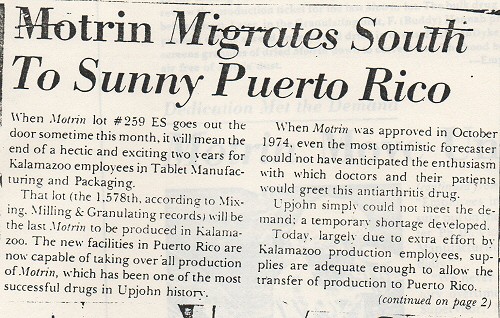 Motrin Migrates South
To Sunny Puerto Rico
When Motrin lot #259 ES goes out the
door sometime this month, it will mean the
end of a hectic and exciting two years for
Kalamazoo employees in Tablet Manufac-
turing and Packaging.
That lot (the 1,578th, according to Mix-
ing, Milling & Granulating records) will be
the last Motrin to be produced in Kalama-
zoo. The new facilities in Puerto Rico are
now capable of taking over all production
of Motrin, which has been one of the most
successful drugs in Upjohn history.
When Motrin was approved in October
1974, even the most optimistic forecaster
could not have anticipated the enthusiasm
with which doctors and their patients
would greet this antiarthritis drug.
Upjohn simply could not meet the de-
mand; a temporary shortage developed.
Today, largely due to extra effort by
Kalamazoo production employees, sup-
plies are adequate enough to allow the
transfer of production to Puerto Rico.
(continued on page 2)